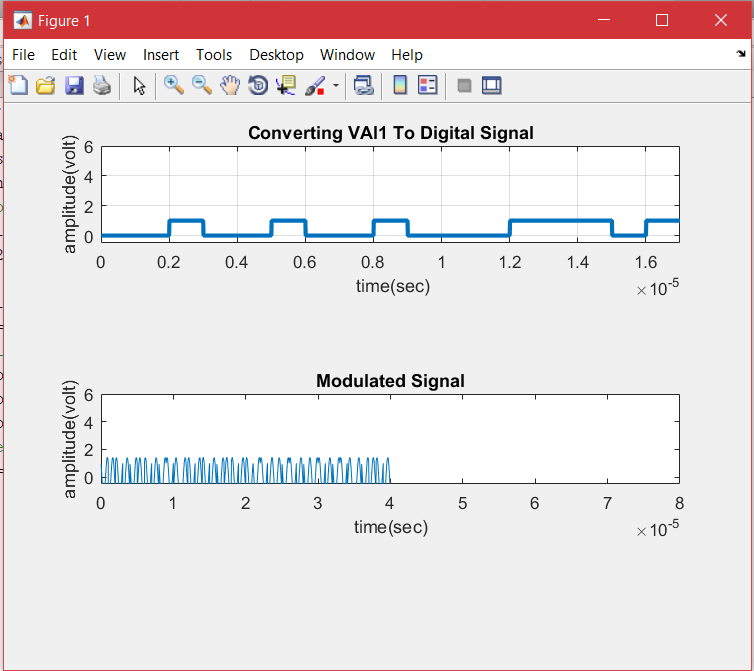 Figure 1
File Edit View Insert Tools Desktop Window Help
Converting VAl1 To Digital Signal
amplitude(volt)
6
4
2
0
0 0.2 0.4 0.6 0.8 1 1.2 1.4 1.6
time(sec)
×10-5
Modulated Signal
amplitude(volt)
6
4
2
0
0 1 2 3 4 5 6 7 8
time(sec)
×10-5